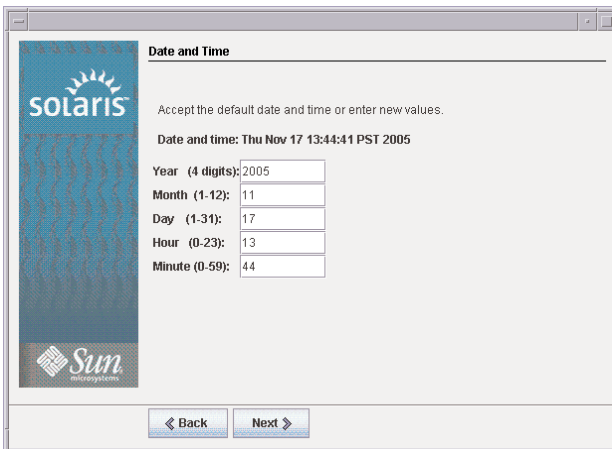 Date and Time
solaris
Accept the default date and time or enter new values.
Date and time: Thu Nov 17 13:44:41 PST 2005
Year (4 digits): 2005
Month (1-12): 11
Day (1-31): 17
Hour (0-23): 13
Minute (0-59): 44
Sun
microsystems
Back Next